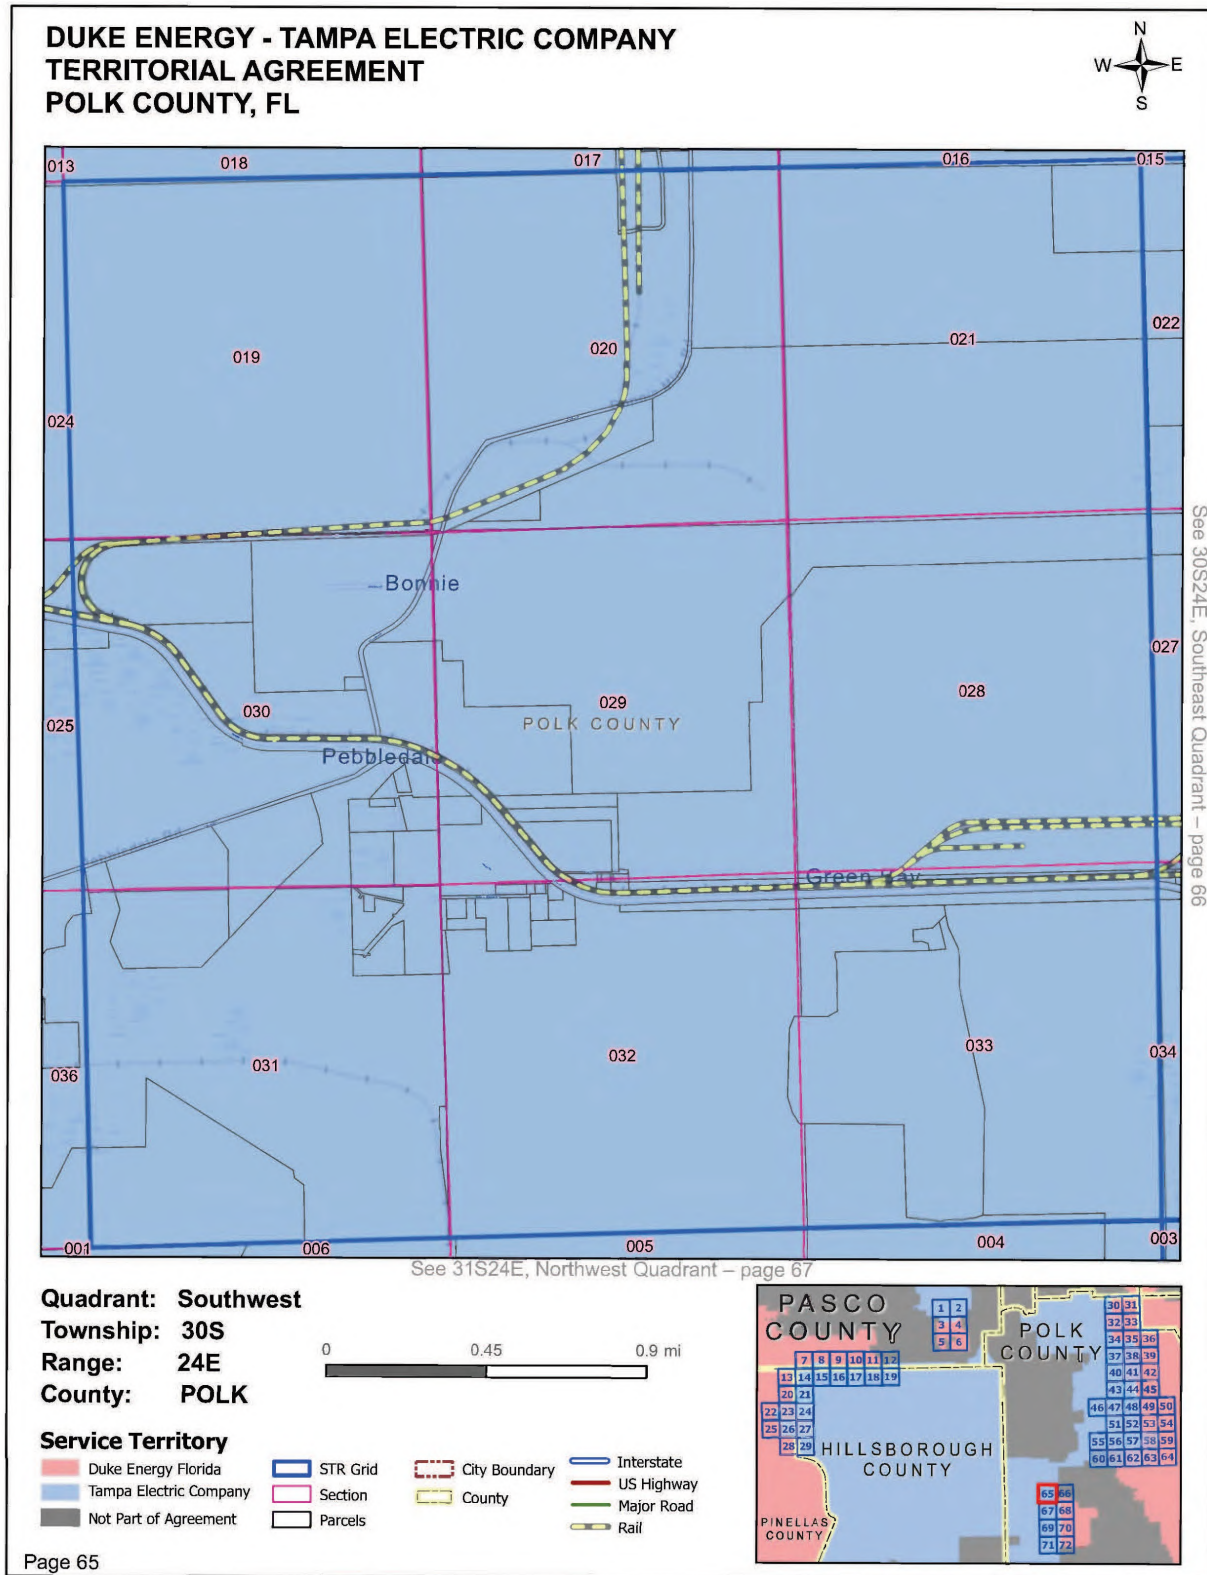 DUKE ENERGY - TAMPA ELECTRIC COMPANY
TERRITORIAL AGREEMENT
POLK COUNTY, FL
N
W E
S
013 018 017 016 015
019 020 021 022
024
Bonnie
025 030 029 028 027
POLK COUNTY
Pebbledale
Green Bay
036 031 032 033 034
001 006 005 004 003
See 30S24E, Southeast Quadrant – page 66
See 31S24E, Northwest Quadrant – page 67
Quadrant: Southwest
Township: 30S
Range: 24E
County: POLK
0 0.45 0.9 mi
Service Territory
Duke Energy Florida
Tampa Electric Company
Not Part of Agreement
STR Grid
Section
Parcels
City Boundary
County
Interstate
US Highway
Major Road
Rail
PASCO
COUNTY
POLK
COUNTY
HILLSBOROUGH
COUNTY
PINELLAS
COUNTY
1 2
3 4
5 6
7 8 9 10 11 12
13 14 15 16 17 18 19
20 21
22 23 24
25 26 27
28 29
30 31
32 33
34 35 36
37 38 39
40 41 42
43 44 45
46 47 48 49 50
51 52 53 54
55 56 57 58 59
60 61 62 63 64
65 66
67 68
69 70
71 72
Page 65